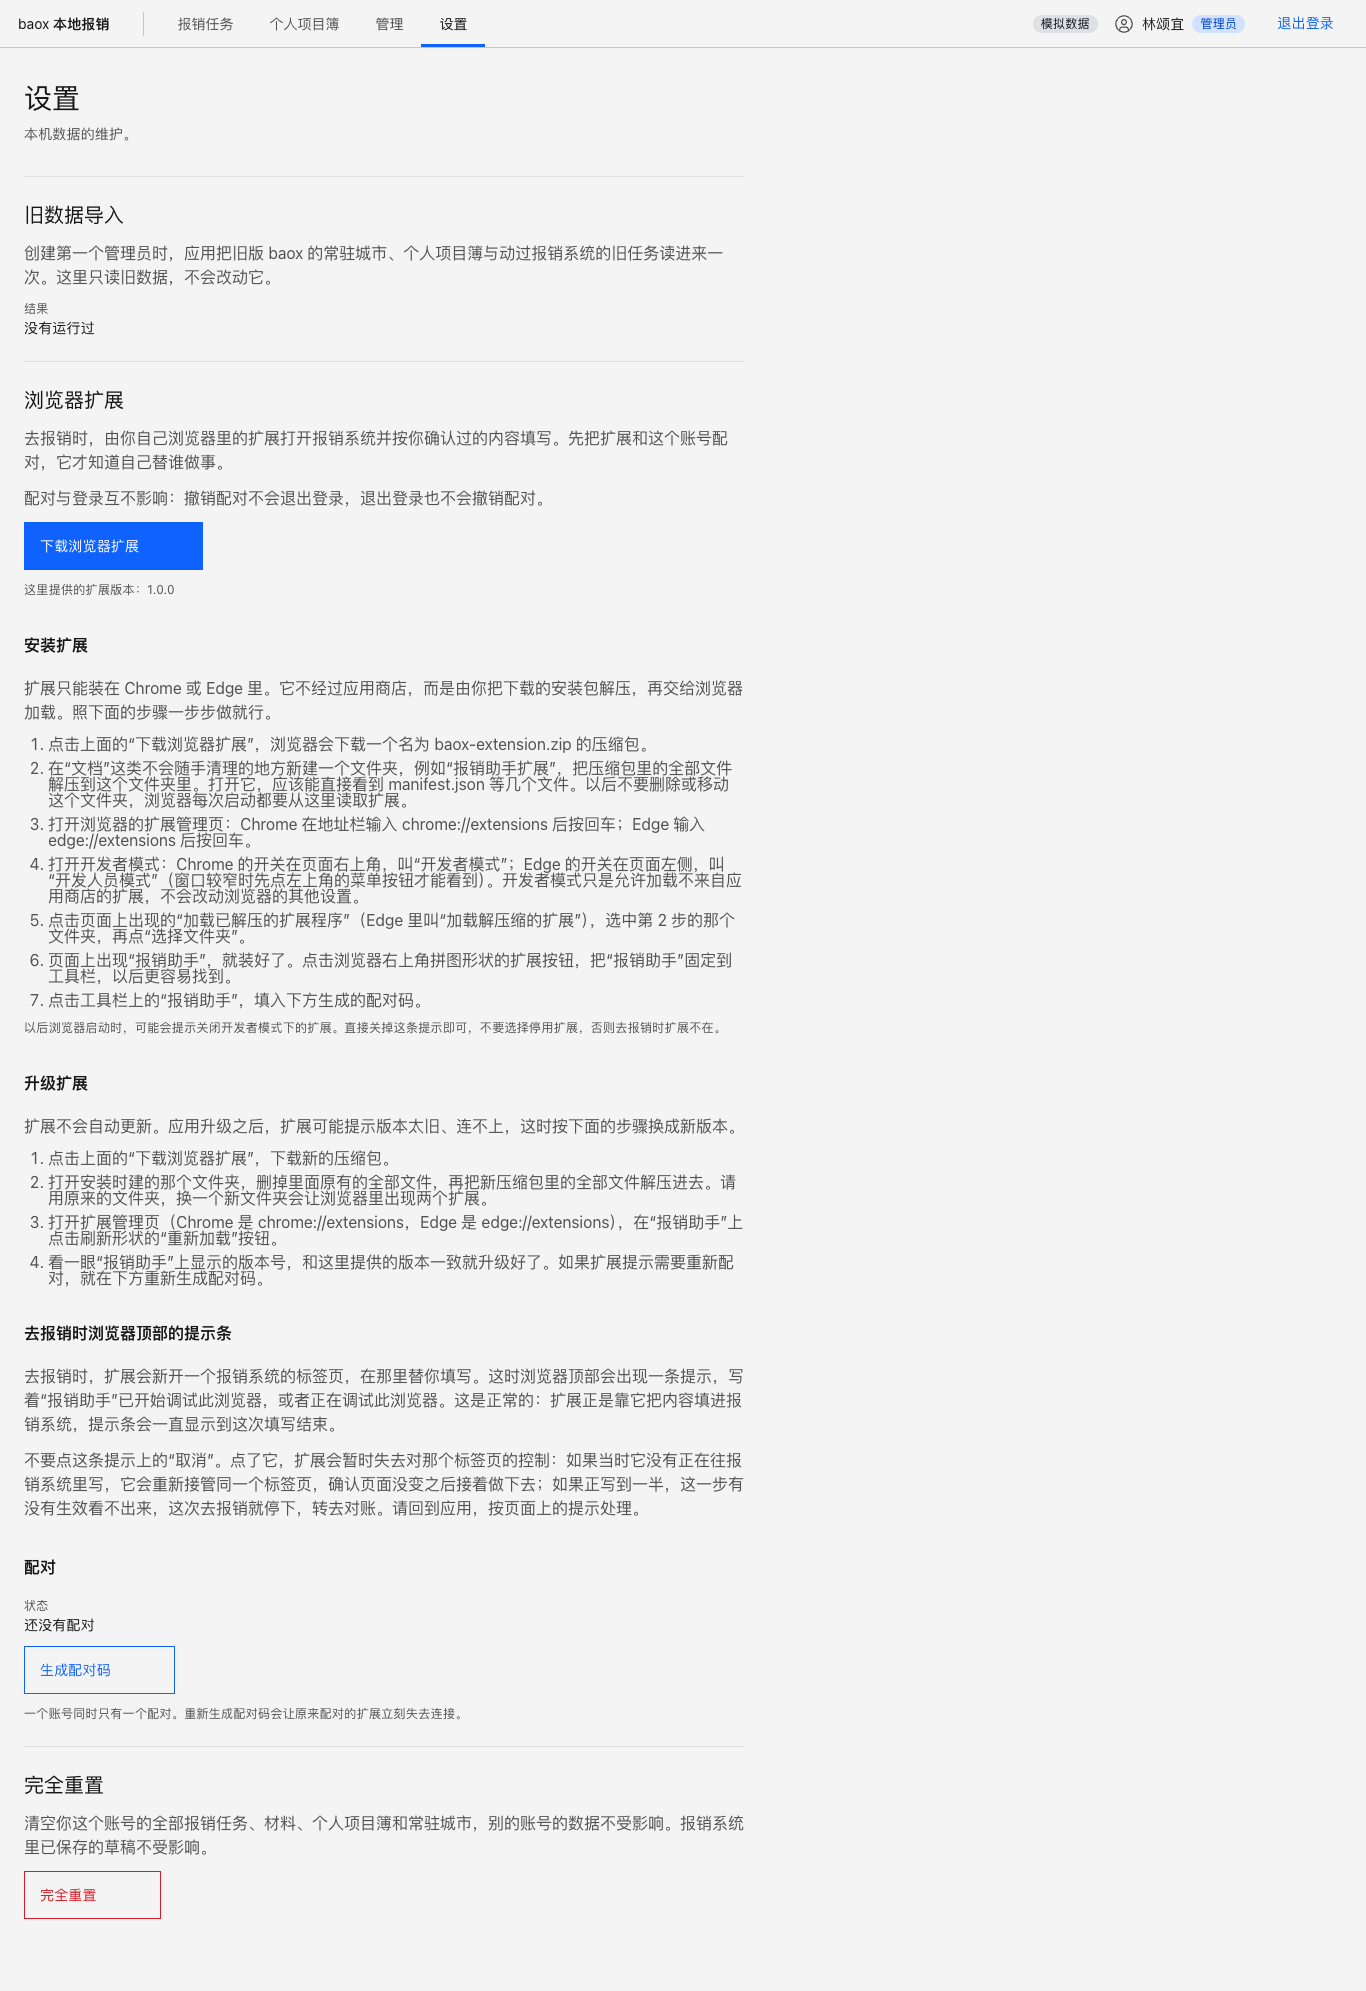 baox 本地报销
报销任务
个人项目簿
管理
设置
模拟数据
林颂宜
管理员
退出登录
设置
本机数据的维护。
旧数据导入
创建第一个管理员时，应用把旧版 baox 的常驻城市、个人项目簿与动过报销系统的旧任务读进来一
次。这里只读旧数据，不会改动它。
结果
没有运行过
浏览器扩展
去报销时，由你自己浏览器里的扩展打开报销系统并按你确认过的内容填写。先把扩展和这个账号配
对，它才知道自己替谁做事。
配对与登录互不影响：撤销配对不会退出登录，退出登录也不会撤销配对。
下载浏览器扩展
这里提供的扩展版本：1.0.0
安装扩展
扩展只能装在 Chrome 或 Edge 里。它不经过应用商店，而是由你把下载的安装包解压，再交给浏览器
加载。照下面的步骤一步步做就行。
1. 点击上面的“下载浏览器扩展”，浏览器会下载一个名为 baox-extension.zip 的压缩包。
2. 在“文档”这类不会随手清理的地方新建一个文件夹，例如“报销助手扩展”，把压缩包里的全部文件
解压到这个文件夹里。打开它，应该能直接看到 manifest.json 等几个文件。以后不要删除或移动
这个文件夹，浏览器每次启动都要从这里读取扩展。
3. 打开浏览器的扩展管理页：Chrome 在地址栏输入 chrome://extensions 后按回车；Edge 输入
edge://extensions 后按回车。
4. 打开开发者模式：Chrome 的开关在页面右上角，叫“开发者模式”；Edge 的开关在页面左侧，叫
“开发人员模式”（窗口较窄时先点左上角的菜单按钮才能看到）。开发者模式只是允许加载不来自应
用商店的扩展，不会改动浏览器的其他设置。
5. 点击页面上出现的“加载已解压的扩展程序”（Edge 里叫“加载解压缩的扩展”），选中第 2 步的那个
文件夹，再点“选择文件夹”。
6. 页面上出现“报销助手”，就装好了。点击浏览器右上角拼图形状的扩展按钮，把“报销助手”固定到
工具栏，以后更容易找到。
7. 点击工具栏上的“报销助手”，填入下方生成的配对码。
以后浏览器启动时，可能会提示关闭开发者模式下的扩展。直接关掉这条提示即可，不要选择停用扩展，否则去报销时扩展不在。
升级扩展
扩展不会自动更新。应用升级之后，扩展可能提示版本太旧、连不上，这时按下面的步骤换成新版本。
1. 点击上面的“下载浏览器扩展”，下载新的压缩包。
2. 打开安装时建的那个文件夹，删掉里面原有的全部文件，再把新压缩包里的全部文件解压进去。请
用原来的文件夹，换一个新文件夹会让浏览器里出现两个扩展。
3. 打开扩展管理页（Chrome 是 chrome://extensions，Edge 是 edge://extensions），在“报销助手”上
点击刷新形状的“重新加载”按钮。
4. 看一眼“报销助手”上显示的版本号，和这里提供的版本一致就升级好了。如果扩展提示需要重新配
对，就在下方重新生成配对码。
去报销时浏览器顶部的提示条
去报销时，扩展会新开一个报销系统的标签页，在那里替你填写。这时浏览器顶部会出现一条提示，写
着“报销助手”已开始调试此浏览器，或者正在调试此浏览器。这是正常的：扩展正是靠它把内容填进报
销系统，提示条会一直显示到这次填写结束。
不要点这条提示上的“取消”。点了它，扩展会暂时失去对那个标签页的控制：如果当时它没有正在往报
销系统里写，它会重新接管同一个标签页，确认页面没变之后接着做下去；如果正写到一半，这一步有
没有生效看不出来，这次去报销就停下，转去对账。请回到应用，按页面上的提示处理。
配对
状态
还没有配对
生成配对码
一个账号同时只有一个配对。重新生成配对码会让原来配对的扩展立刻失去连接。
完全重置
清空你这个账号的全部报销任务、材料、个人项目簿和常驻城市，别的账号的数据不受影响。报销系统
里已保存的草稿不受影响。
完全重置